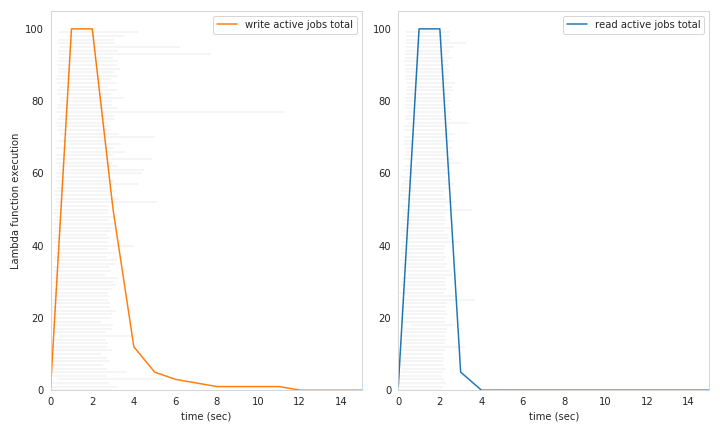 write active jobs total
100
80
60
40
20
0
Lambda function execution
0 2 4 6 8 10 12 14
time (sec)
read active jobs total
100
80
60
40
20
0
0 2 4 6 8 10 12 14
time (sec)